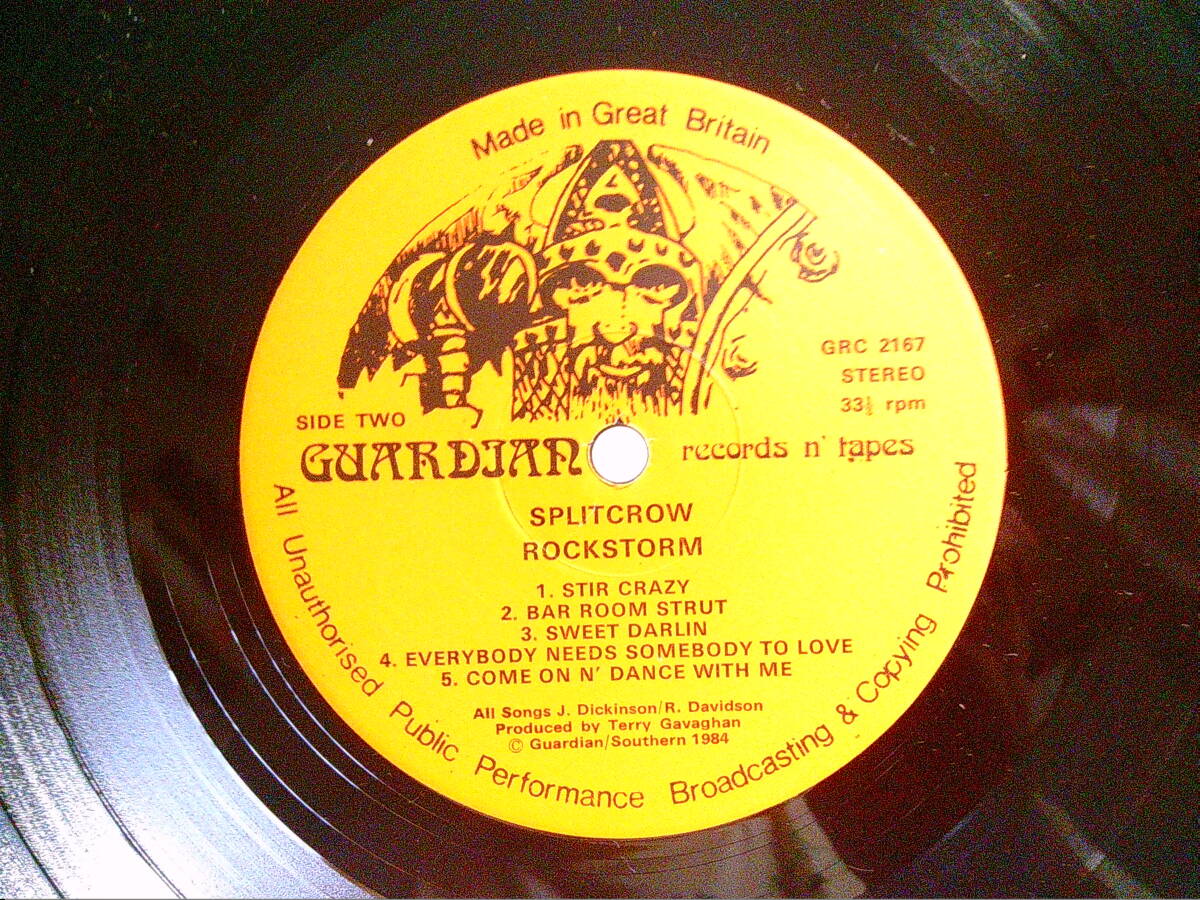 Made in Great Britain
GRC 2167
STEREO
33½ rpm
SIDE TWO
GUARDIAN records n' tapes
SPLITCROW
ROCKSTORM
1. STIR CRAZY
2. BAR ROOM STRUT
3. SWEET DARLIN
4. EVERYBODY NEEDS SOMEBODY TO LOVE
5. COME ON N' DANCE WITH ME
All Songs J. Dickinson/R. Davidson
Produced by Terry Gavaghan
© Guardian/Southern 1984
All Unauthorised Public Performance Broadcasting & Copying Prohibited